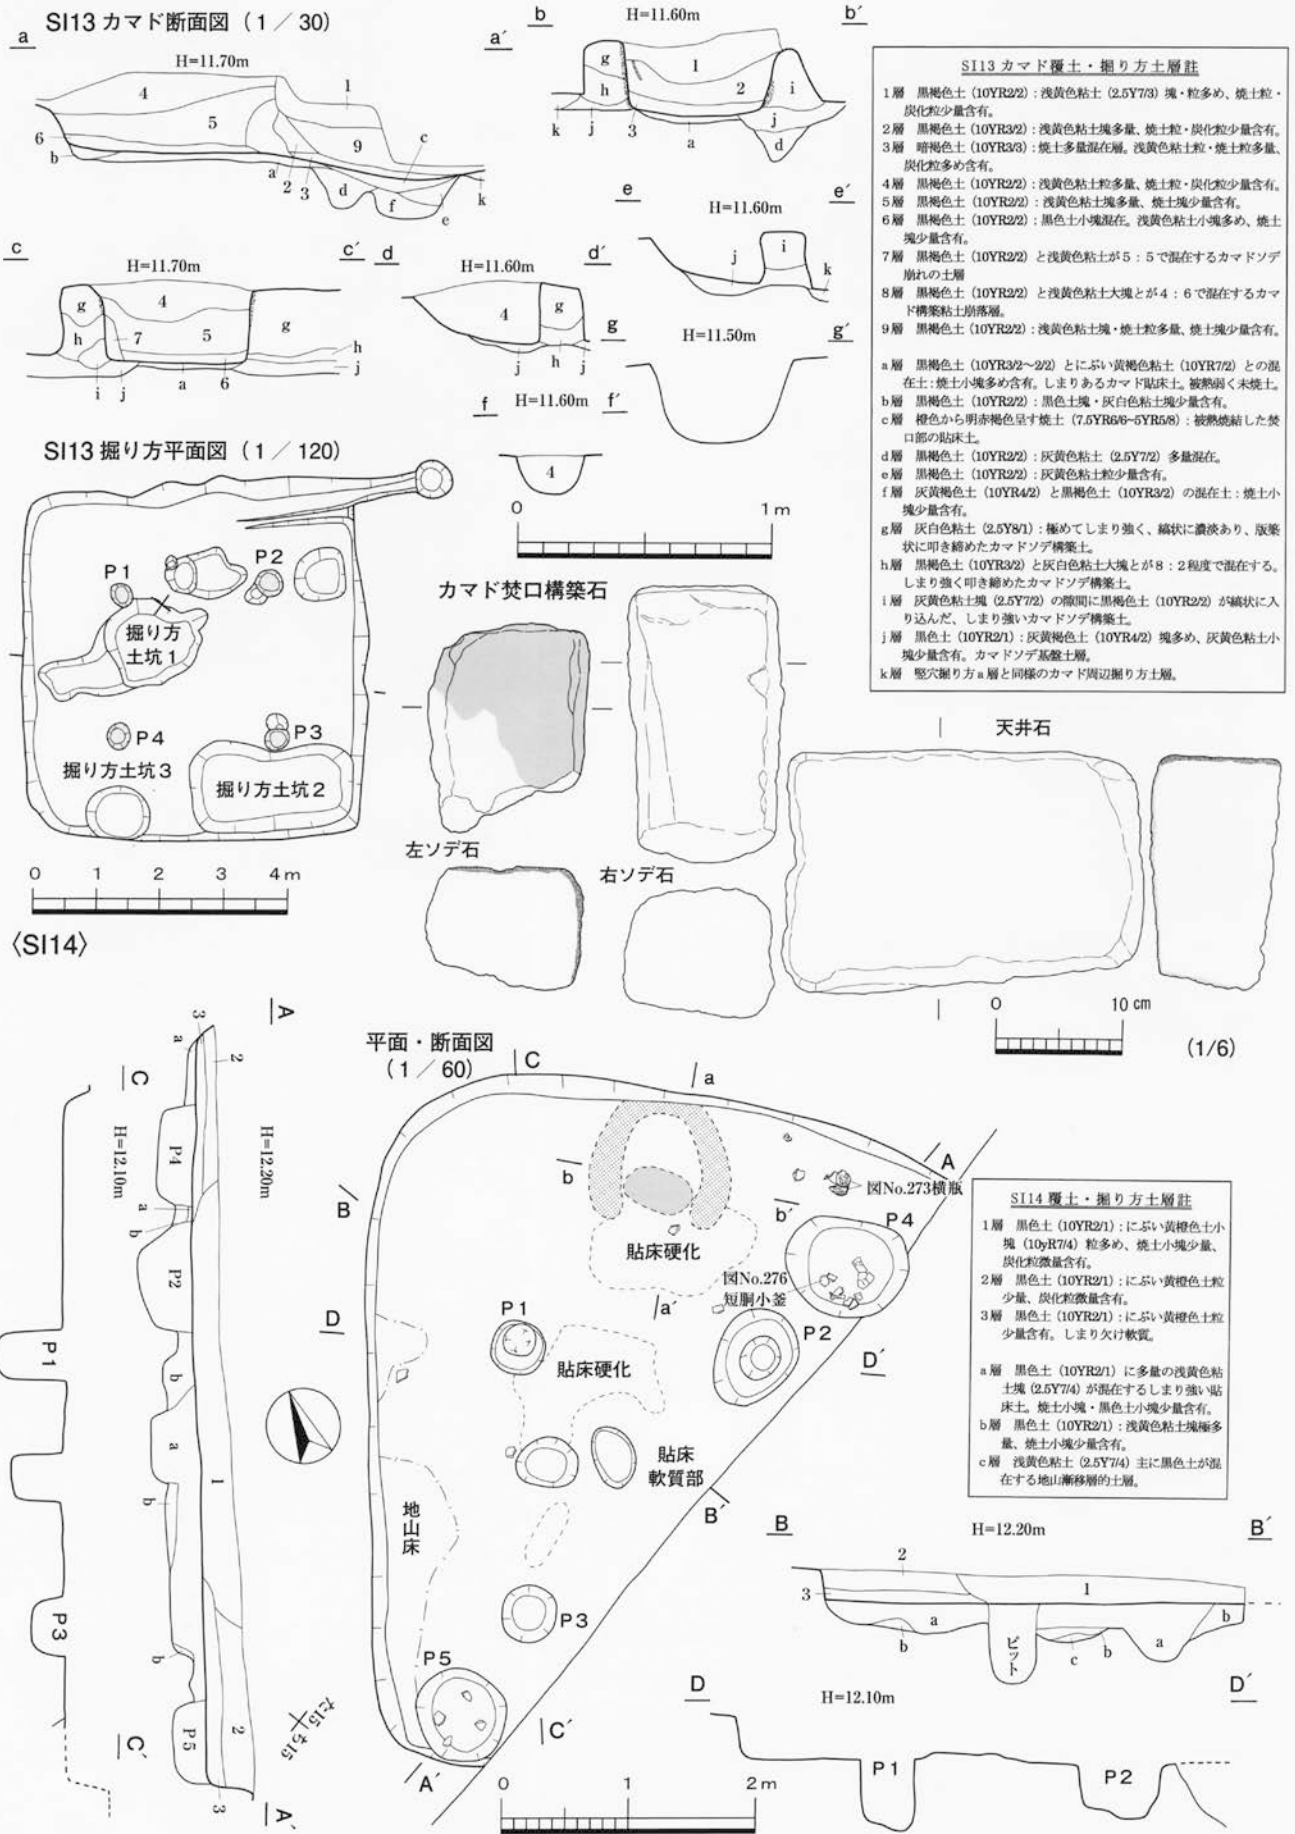 SI13 カマド断面図（1／30）
a
a′
H=11.70m
4
1
5
6
9
c
b
a
2
3
d
f
e
k
b
H=11.60m
b′
g
1
h
2
i
k
j
3
a
j
d
e
H=11.60m
e′
i
j
k
c
H=11.70m
c′
g
4
7
5
g
h
h
i
j
a
6
j
d
H=11.60m
d′
4
g
j
h
j
g
H=11.50m
g′
f
H=11.60m
f′
4
0
1m
SI13カマド覆土・掘り方土層註
1層　黒褐色土（10YR2/2）：浅黄色粘土（2.5Y7/3）塊・粒多め、焼土粒・
炭化粒少量含有。
2層　黒褐色土（10YR3/2）：浅黄色粘土塊多量、焼土粒・炭化粒少量含有。
3層　暗褐色土（10YR3/3）：焼土多量混在層。浅黄色粘土粒・焼土粒多量、
炭化粒多め含有。
4層　黒褐色土（10YR2/2）：浅黄色粘土粒多量、焼土粒・炭化粒少量含有。
5層　黒褐色土（10YR2/2）：浅黄色粘土塊多量、焼土塊少量含有。
6層　黒褐色土（10YR2/2）：黒色土小塊混在。浅黄色粘土小塊多め、焼土
塊少量含有。
7層　黒褐色土（10YR2/2）と浅黄色粘土が5：5で混在するカマドソデ
崩れの土層
8層　黒褐色土（10YR2/2）と浅黄色粘土大塊とが4：6で混在するカマ
ド構築粘土崩落層。
9層　黒褐色土（10YR2/2）：浅黄色粘土塊・焼土粒多量、焼土塊少量含有。
a層　黒褐色土（10YR3/2～2/2）とにぶい黄褐色粘土（10YR7/2）との混
在土：焼土小塊多め含有。しまりあるカマド貼床土。被熱弱く未焼土。
b層　黒褐色土（10YR2/2）：黒色土塊・灰白色粘土塊少量含有。
c層　橙色から明赤褐色呈す焼土（7.5YR6/6~5YR5/8）：被熱焼結した焚
口部の貼床土。
d層　黒褐色土（10YR2/2）：灰黄色粘土（2.5Y7/2）多量混在。
e層　黒褐色土（10YR2/2）：灰黄色粘土粒少量含有。
f層　灰黄褐色土（10YR4/2）と黒褐色土（10YR3/2）の混在土：焼土小
塊少量含有。
g層　灰白色粘土（2.5Y8/1）：極めてしまり強く、縞状に濃淡あり、版築
状に叩き締めたカマドソデ構築土。
h層　黒褐色土（10YR3/2）と灰白色粘土大塊とが8：2程度で混在する。
しまり強く叩き締めたカマドソデ構築土。
i層　灰黄色粘土塊（2.5Y7/2）の隙間に黒褐色土（10YR2/2）が縞状に入
り込んだ、しまり強いカマドソデ構築土。
j層　黒色土（10YR2/1）：灰黄褐色土（10YR4/2）塊多め、灰黄色粘土小
塊少量含有。カマドソデ基盤土層。
k層　竪穴掘り方a層と同様のカマド周辺掘り方土層。
SI13 掘り方平面図（1／120）
P1
P2
掘り方
土坑1
P4
P3
掘り方土坑3
掘り方土坑2
0 1 2 3 4m
カマド焚口構築石
左ソデ石
右ソデ石
天井石
0
10 cm
(1/6)
〈SI14〉
A
3
a
2
C
H=12.10m
H=12.20m
P4
a
b
P2
P1
b
a
1
b
P3
b
P5
2
C′
3
A′
た15
ち15
平面・断面図
（1／60）
C
a
A
b
図No.273横瓶
b′
P4
B
貼床硬化
図No.276
短胴小釜
a′
D
P1
P2
D′
貼床硬化
貼床
軟質部
B′
地山床
P3
P5
C′
A′
0
1
2m
SI14覆土・掘り方土層註
1層　黒色土（10YR2/1）：にぶい黄橙色土小
塊（10yR7/4）粒多め、焼土小塊少量、
炭化粒微量含有。
2層　黒色土（10YR2/1）：にぶい黄橙色土粒
少量、炭化粒微量含有。
3層　黒色土（10YR2/1）：にぶい黄橙色土粒
少量含有。しまり欠け軟質。
a層　黒色土（10YR2/1）に多量の浅黄色粘
土塊（2.5Y7/4）が混在するしまり強い貼
床土。焼土小塊・黒色土小塊少量含有。
b層　黒色土（10YR2/1）：浅黄色粘土塊極多
量、焼土小塊少量含有。
c層　浅黄色粘土（2.5Y7/4）主に黒色土が混
在する地山漸移層的土層。
B
H=12.20m
B′
2
3
1
a
b
ピット
c
b
a
b
D
H=12.10m
D′
P1
P2